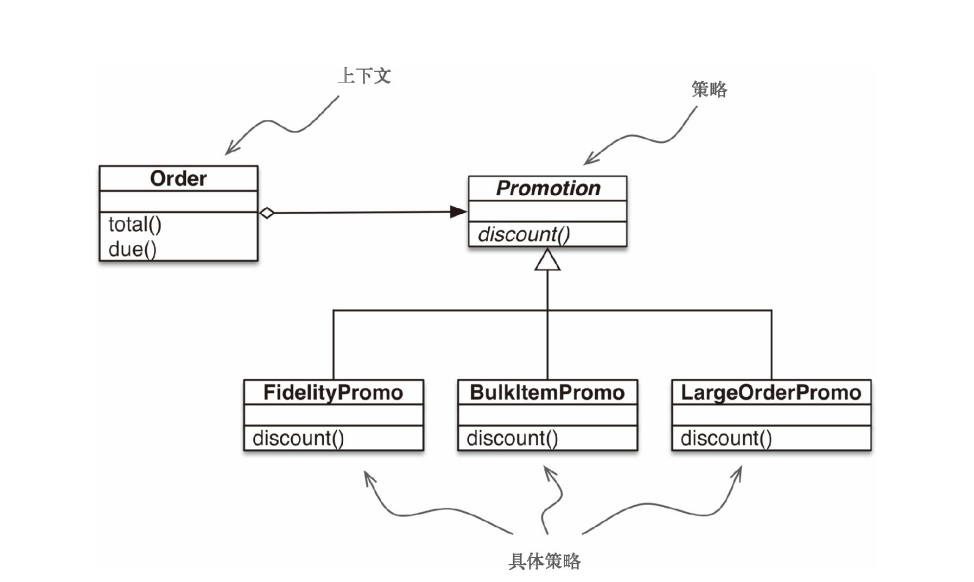 上下文
策略
Order
total()
due()
Promotion
discount()
FidelityPromo
discount()
BulkItemPromo
discount()
LargeOrderPromo
discount()
具体策略